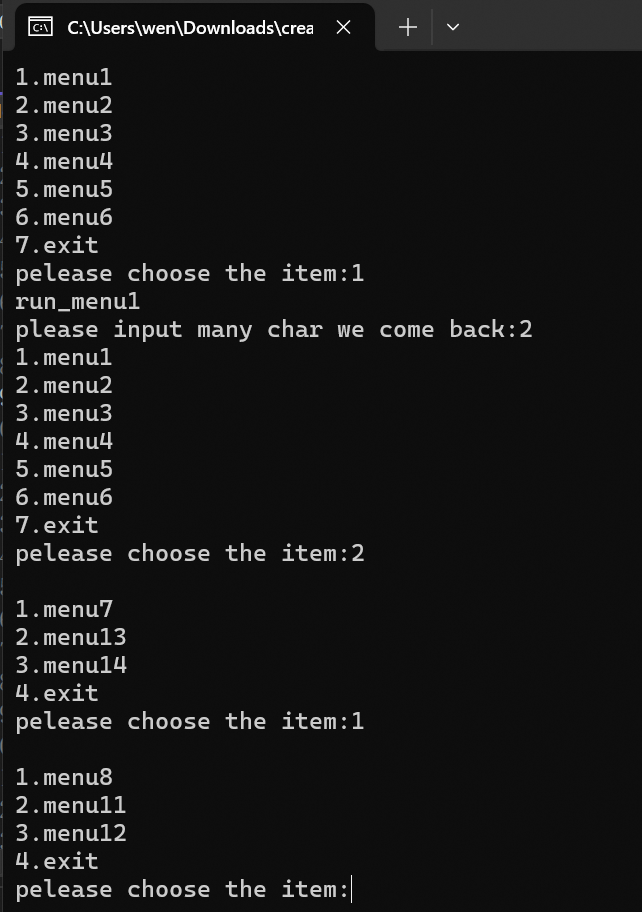 C:\Users\wen\Downloads\crea
1.menu1
2.menu2
3.menu3
4.menu4
5.menu5
6.menu6
7.exit
pelease choose the item:1
run_menu1
please input many char we come back:2
1.menu1
2.menu2
3.menu3
4.menu4
5.menu5
6.menu6
7.exit
pelease choose the item:2
1.menu7
2.menu13
3.menu14
4.exit
pelease choose the item:1
1.menu8
2.menu11
3.menu12
4.exit
pelease choose the item: